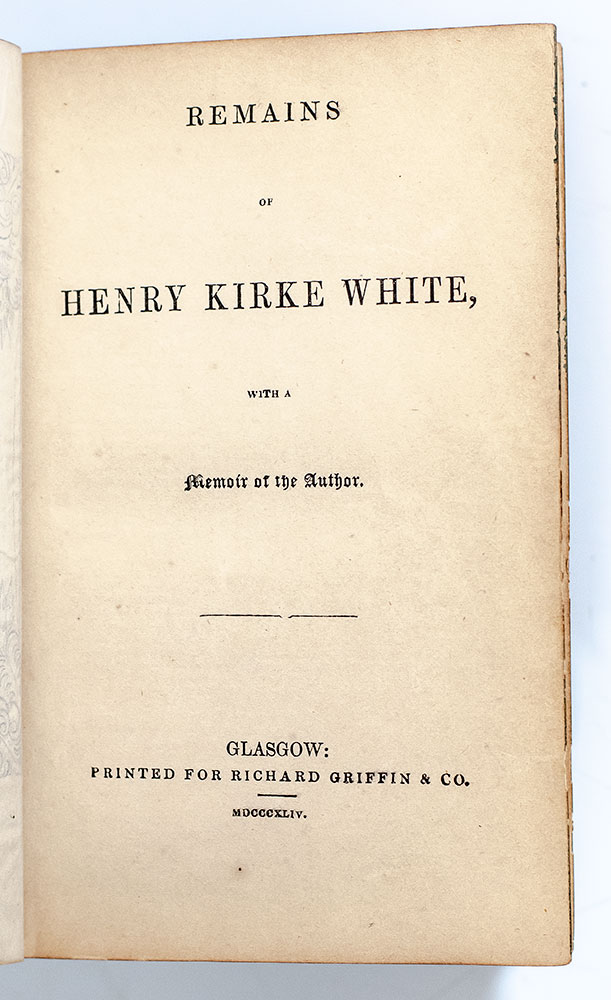 REMAINS
OF
HENRY KIRKE WHITE,
WITH A
Memoir of the Author.
GLASGOW:
PRINTED FOR RICHARD GRIFFIN & CO.
MDCCCXLIV.